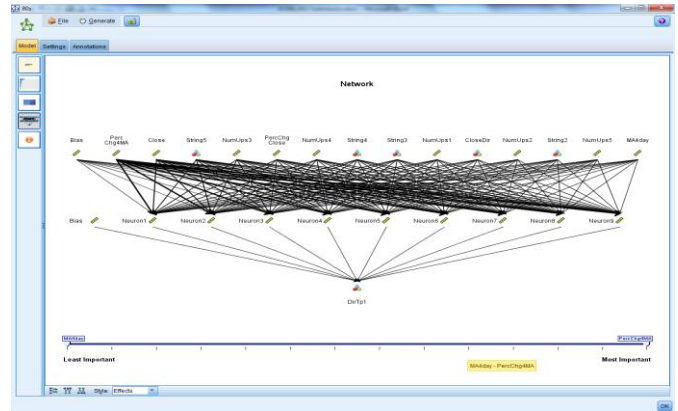 File Generate
Model Settings Annotations
Network
Bias Perc Chg4MA Close String5 NumUps3 PercChg Close NumUps4 String4 String3 NumUps1 CloseDir NumUps2 String2 NumUps5 MA4day
Bias Neuron1 Neuron2 Neuron3 Neuron4 Neuron5 Neuron6 Neuron7 Neuron8 Neuron9
DirTp1
MA4day PercChg4MA
Least Important Most Important
MA4day - PercChg4MA
Style: Effects
OK